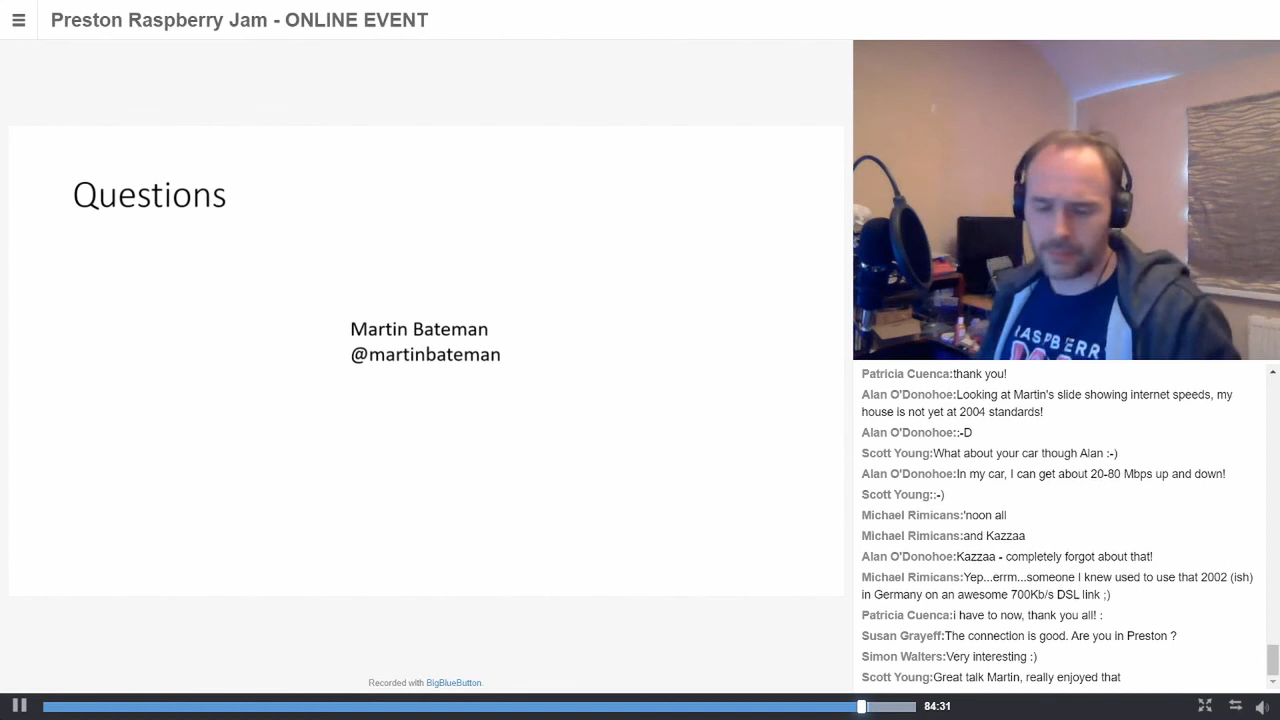 Preston Raspberry Jam - ONLINE EVENT
Questions
Martin Bateman
@martinbateman
RASPBERR
Patricia Cuenca:thank you!
Alan O'Donohoe:Looking at Martin's slide showing internet speeds, my
house is not yet at 2004 standards!
Alan O'Donohoe::-D
Scott Young:What about your car though Alan :-)
Alan O'Donohoe:In my car, I can get about 20-80 Mbps up and down!
Scott Young::-)
Michael Rimicans:'noon all
Michael Rimicans:and Kazzaa
Alan O'Donohoe:Kazzaa - completely forgot about that!
Michael Rimicans:Yep...errm...someone I knew used to use that 2002 (ish)
in Germany on an awesome 700Kb/s DSL link ;)
Patricia Cuenca:i have to now, thank you all! :
Susan Grayeff:The connection is good. Are you in Preston ?
Simon Walters:Very interesting :)
Scott Young:Great talk Martin, really enjoyed that
Recorded with BigBlueButton.
84:31